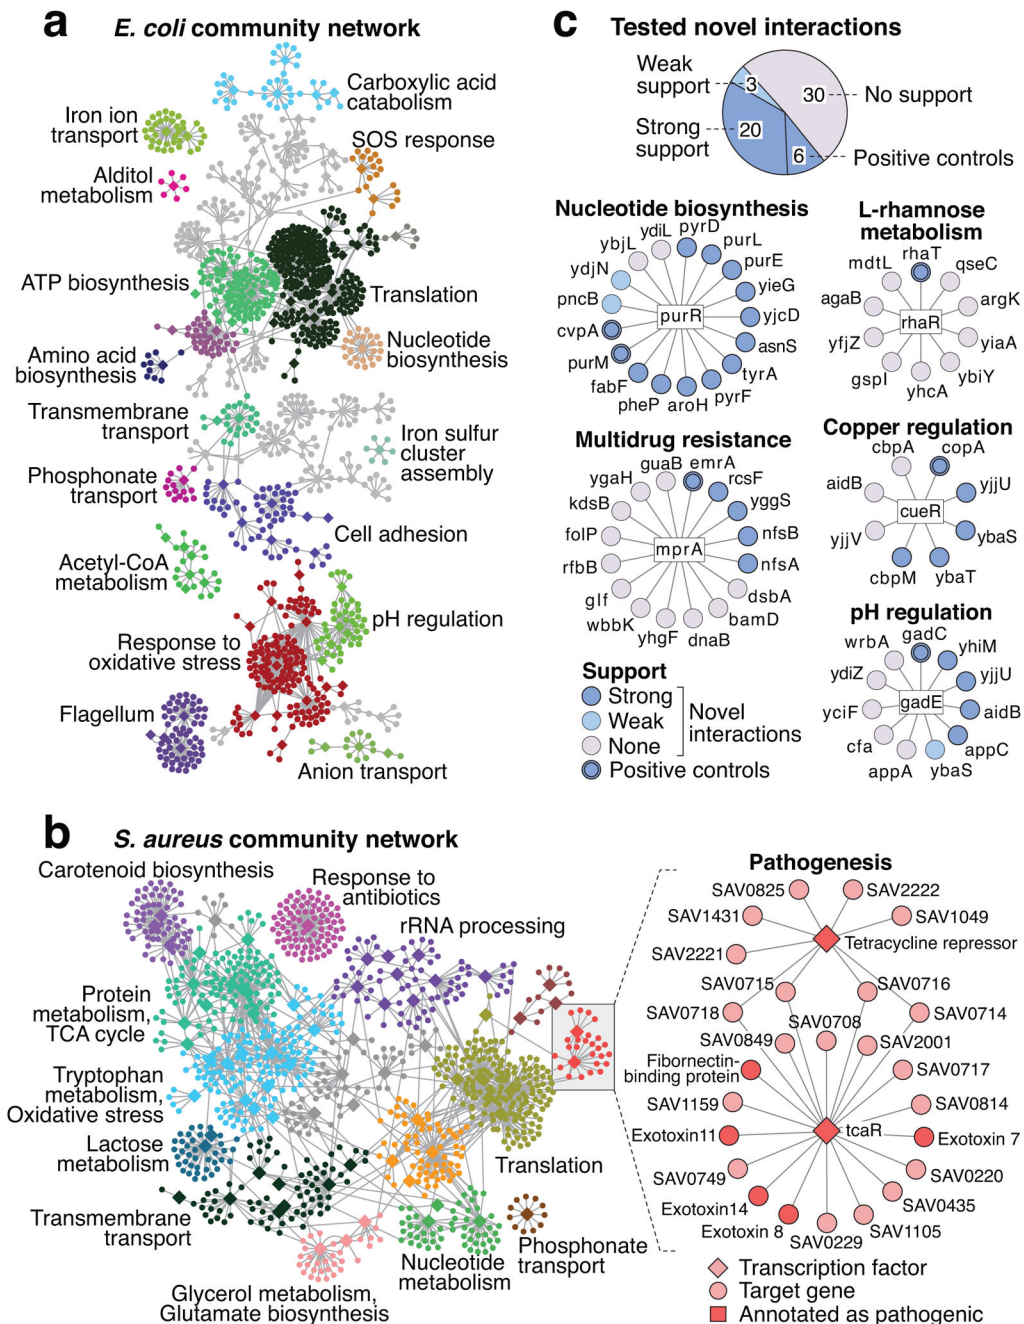 a
E. coli community network
Carboxylic acid
catabolism
Iron ion
transport
SOS response
Alditol
metabolism
ATP biosynthesis
Translation
Amino acid
biosynthesis
Nucleotide
biosynthesis
Transmembrane
transport
Iron sulfur
cluster
assembly
Phosphonate
transport
Cell adhesion
Acetyl-CoA
metabolism
pH regulation
Response to
oxidative stress
Flagellum
Anion transport
c
Tested novel interactions
Weak
support
3
30
No support
Strong
support
20
6
Positive controls
Nucleotide biosynthesis
ydiL
pyrD
ybjL
purL
ydjN
purE
pncB
yieG
purR
cvpA
yjcD
purM
asnS
fabF
tyrA
pheP
aroH
pyrF
L-rhamnose
metabolism
rhaT
mdtL
qseC
agaB
argK
rhaR
yfjZ
yiaA
gspI
ybiY
yhcA
Multidrug resistance
guaB
emrA
ygaH
rcsF
kdsB
yggS
folP
nfsB
mprA
rfbB
nfsA
glf
dsbA
wbbK
bamD
yhgF
dnaB
Copper regulation
cbpA
copA
aidB
yjjU
cueR
yjjV
ybaS
cbpM
ybaT
pH regulation
gadC
wrbA
yhiM
ydiZ
yjjU
gadE
yciF
aidB
cfa
appC
appA
ybaS
Support
Strong
Weak
None
Novel
interactions
Positive controls
b
S. aureus community network
Carotenoid biosynthesis
Response to
antibiotics
rRNA processing
Protein
metabolism,
TCA cycle
Tryptophan
metabolism,
Oxidative stress
Lactose
metabolism
Translation
Transmembrane
transport
Nucleotide
metabolism
Phosphonate
transport
Glycerol metabolism,
Glutamate biosynthesis
Pathogenesis
SAV0825
SAV2222
SAV1431
SAV1049
Tetracycline repressor
SAV2221
SAV0715
SAV0716
SAV0718
SAV0708
SAV0714
SAV0849
SAV2001
Fibornectin-
binding protein
SAV0717
SAV1159
SAV0814
tcaR
Exotoxin11
Exotoxin 7
SAV0749
SAV0220
Exotoxin14
SAV0435
Exotoxin 8
SAV1105
SAV0229
Transcription factor
Target gene
Annotated as pathogenic